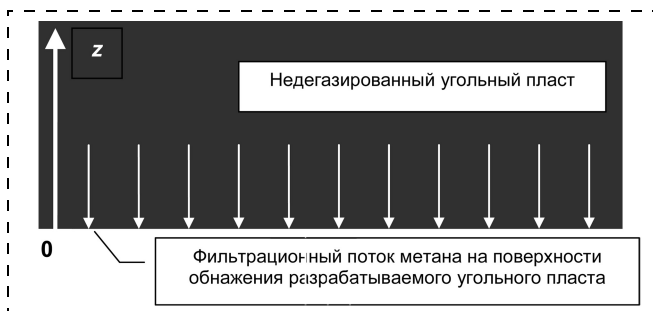 z
Недегазированный угольный пласт
0
Фильтрационный поток метана на поверхности
обнажения разрабатываемого угольного пласта